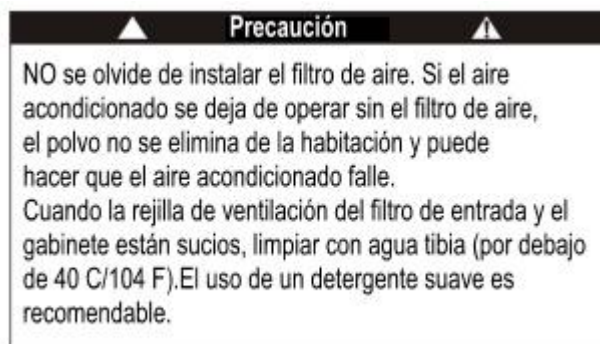 Precaución
NO se olvide de instalar el filtro de aire. Si el aire
acondicionado se deja de operar sin el filtro de aire,
el polvo no se elimina de la habitación y puede
hacer que el aire acondicionado falle.
Cuando la rejilla de ventilación del filtro de entrada y el
gabinete están sucios, limpiar con agua tibia (por debajo
de 40 C/104 F).El uso de un detergente suave es
recomendable.